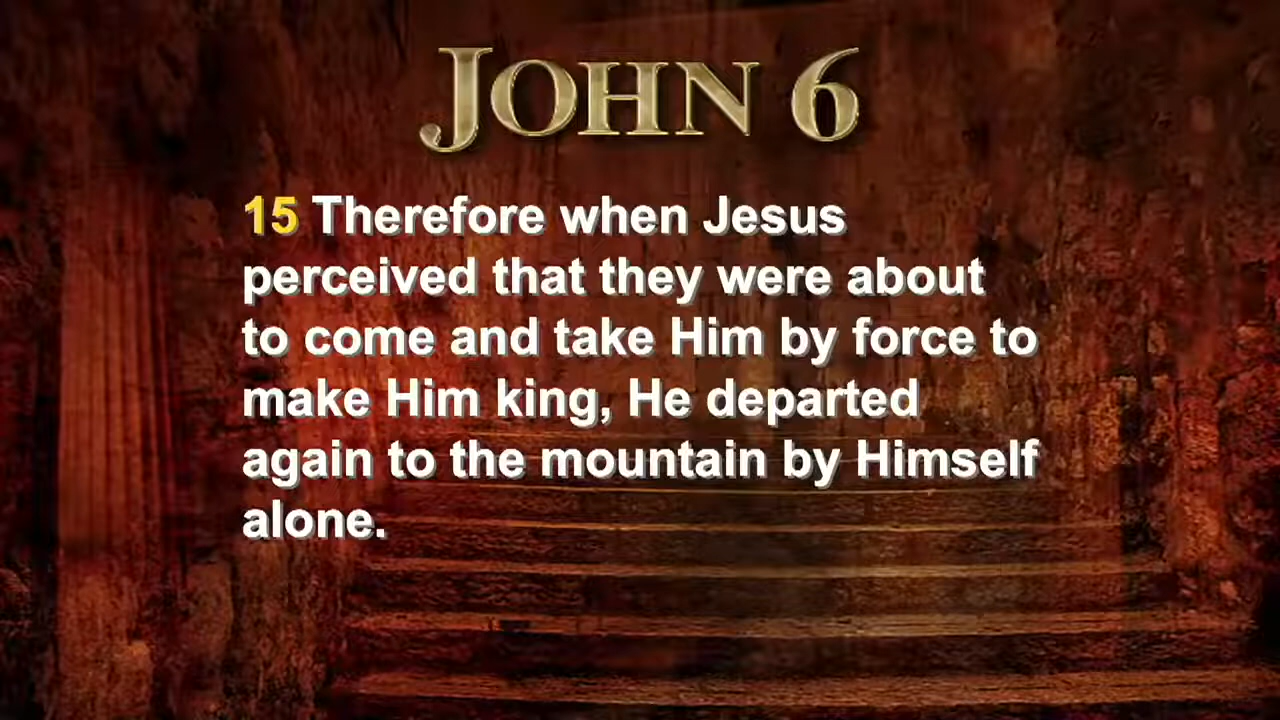 JOHN 6
15 Therefore when Jesus
perceived that they were about
to come and take Him by force to
make Him king, He departed
again to the mountain by Himself
alone.